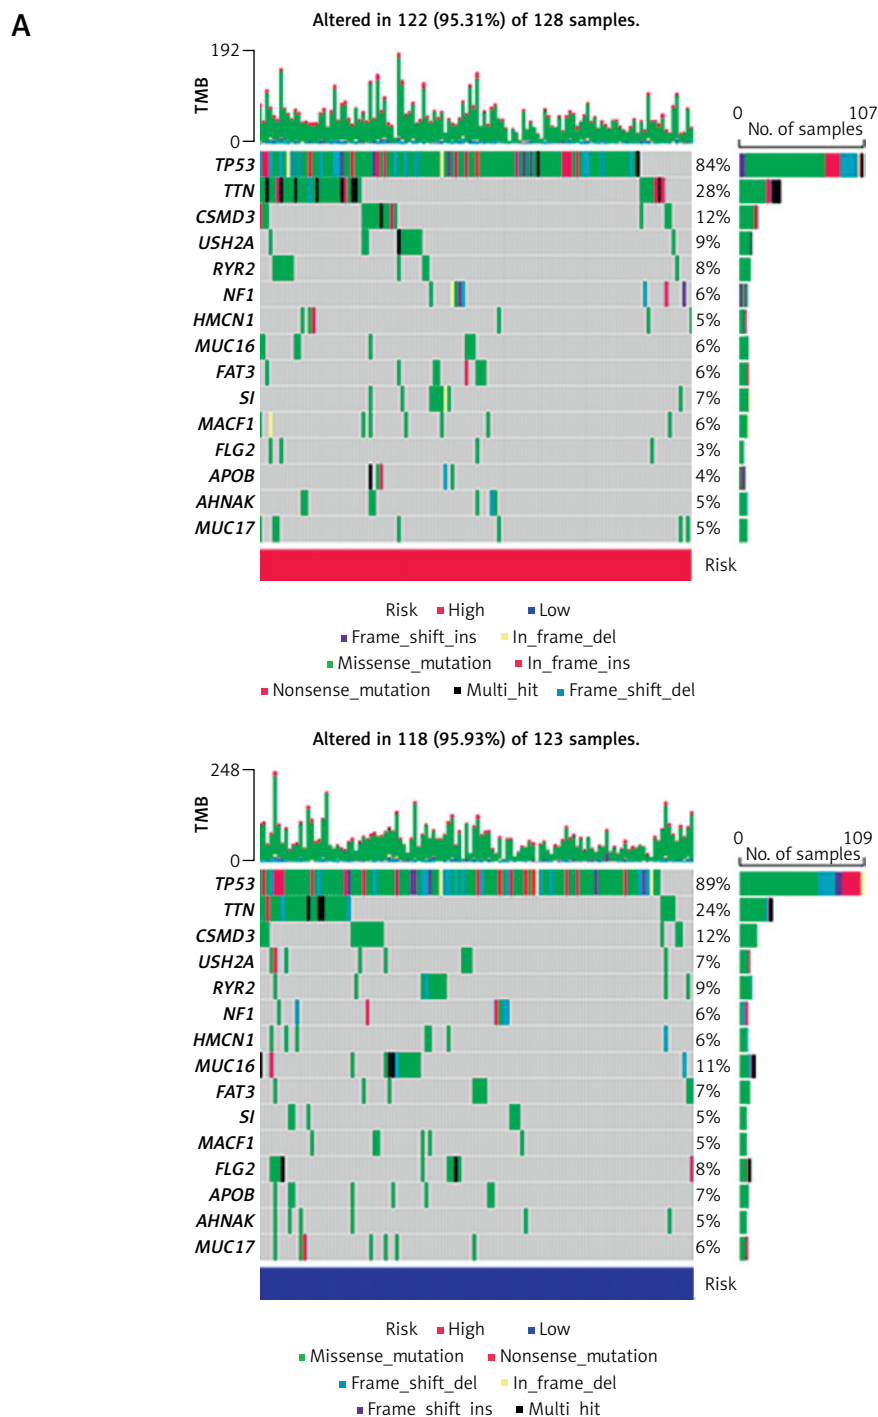 A
Altered in 122 (95.31%) of 128 samples.
192
TMB
0
0 107
No. of samples
TP53 84%
TTN 28%
CSMD3 12%
USH2A 9%
RYR2 8%
NF1 6%
HMCN1 5%
MUC16 6%
FAT3 6%
SI 7%
MACF1 6%
FLG2 3%
APOB 4%
AHNAK 5%
MUC17 5%
Risk
Risk High Low
Frame_shift_ins In_frame_del
Missense_mutation In_frame_ins
Nonsense_mutation Multi_hit Frame_shift_del
Altered in 118 (95.93%) of 123 samples.
248
TMB
0
0 109
No. of samples
TP53 89%
TTN 24%
CSMD3 12%
USH2A 7%
RYR2 9%
NF1 6%
HMCN1 6%
MUC16 11%
FAT3 7%
SI 5%
MACF1 5%
FLG2 8%
APOB 7%
AHNAK 5%
MUC17 6%
Risk
Risk High Low
Missense_mutation Nonsense_mutation
Frame_shift_del In_frame_del
Frame_shift_ins Multi_hit